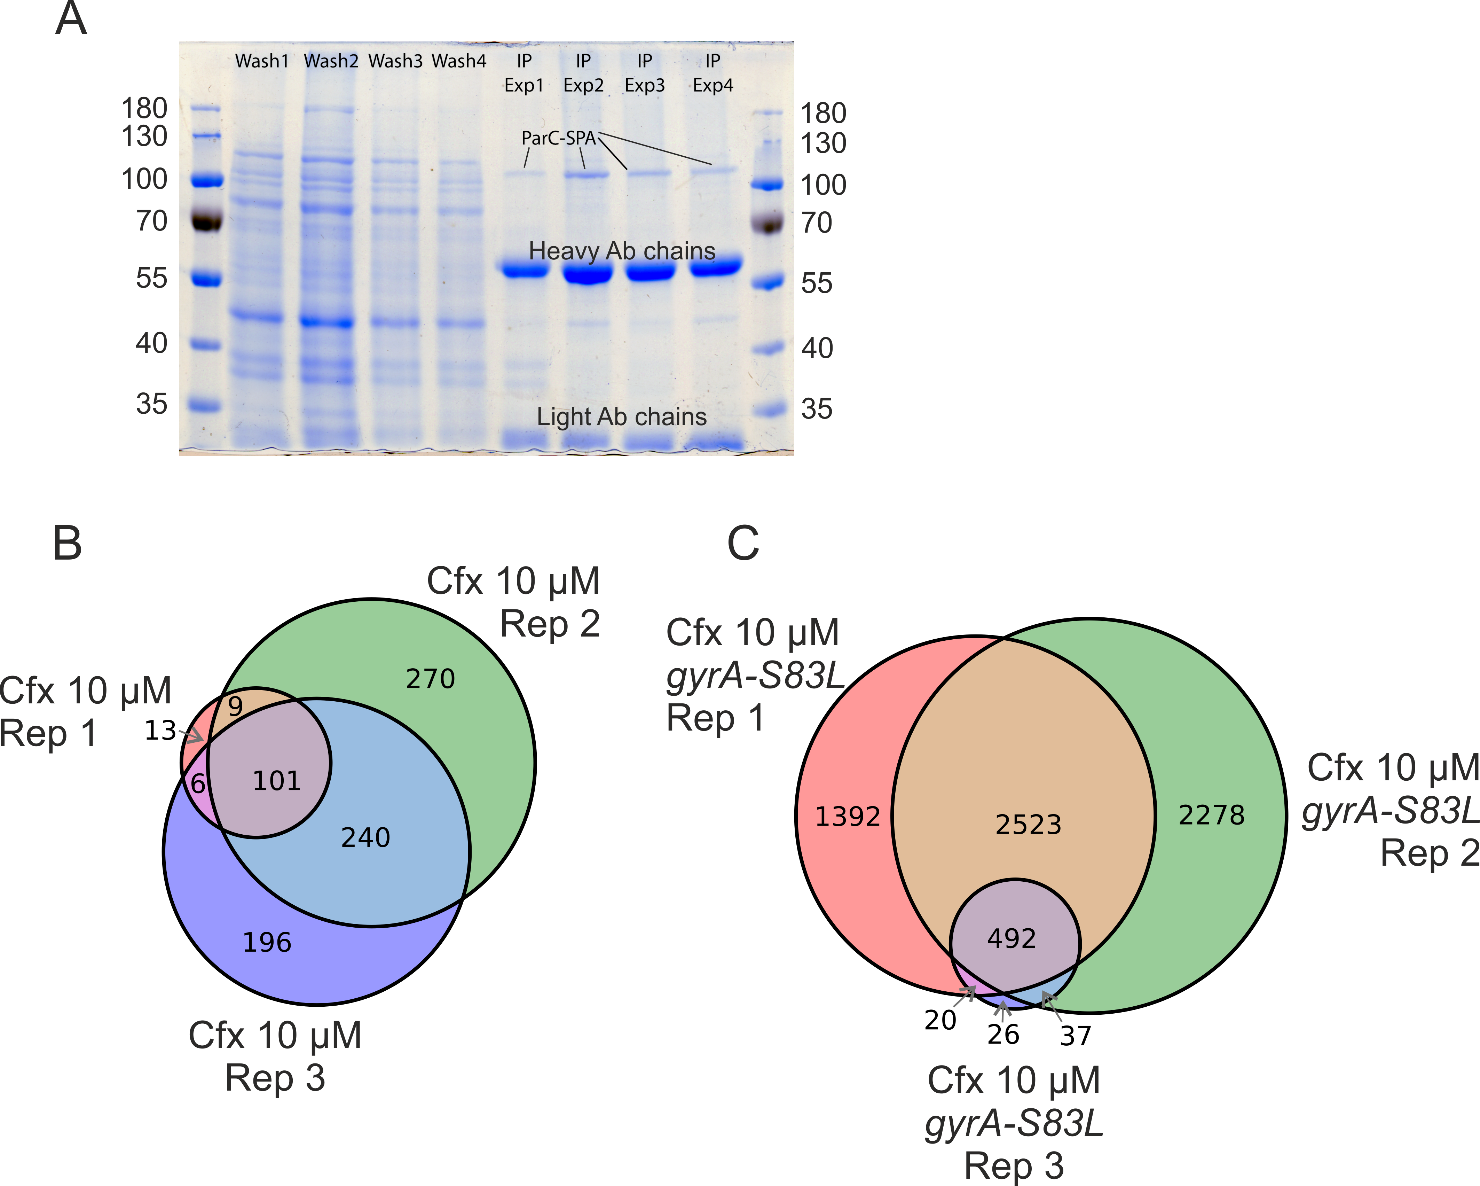 A
Wash1 Wash2 Wash3 Wash4 IP Exp1 IP Exp2 IP Exp3 IP Exp4
180
130
100
70
55
40
35
ParC-SPA
Heavy Ab chains
Light Ab chains
180
130
100
70
55
40
35
B
Cfx 10 µM
Rep 2
270
Cfx 10 µM
Rep 1
13
9
6
101
240
196
Cfx 10 µM
Rep 3
C
Cfx 10 µM
gyrA-S83L
Rep 1
Cfx 10 µM
gyrA-S83L
Rep 2
1392
2523
2278
492
20
26
37
Cfx 10 µM
gyrA-S83L
Rep 3